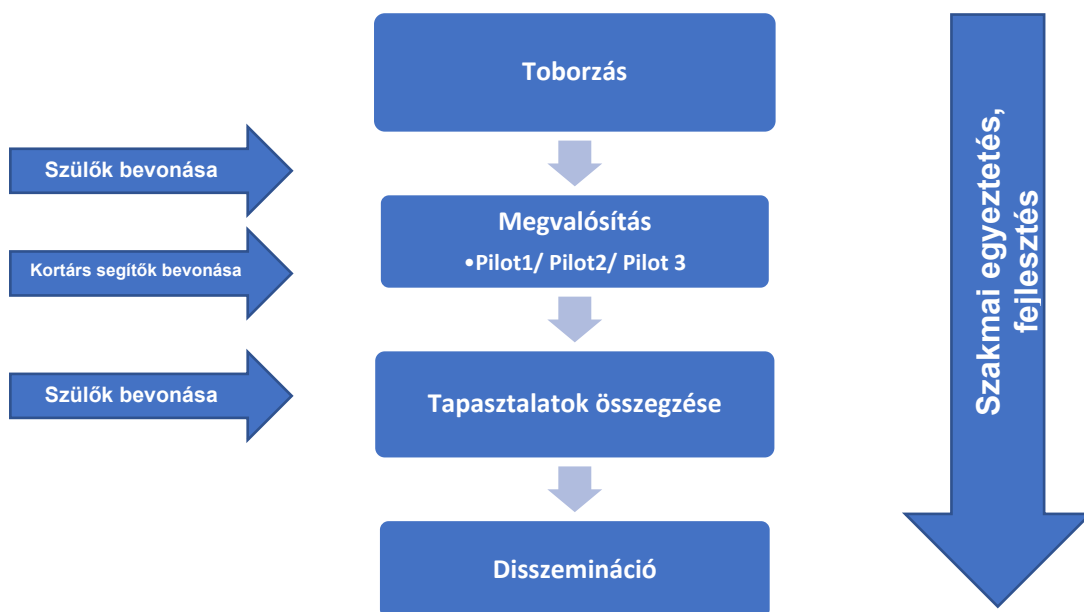 Toborzás
Szülők bevonása
Megvalósítás
•Pilot1/ Pilot2/ Pilot 3
Kortárs segítők bevonása
Szülők bevonása
Tapasztalatok összegzése
Disszemináció
Szakmai egyeztetés,
fejlesztés